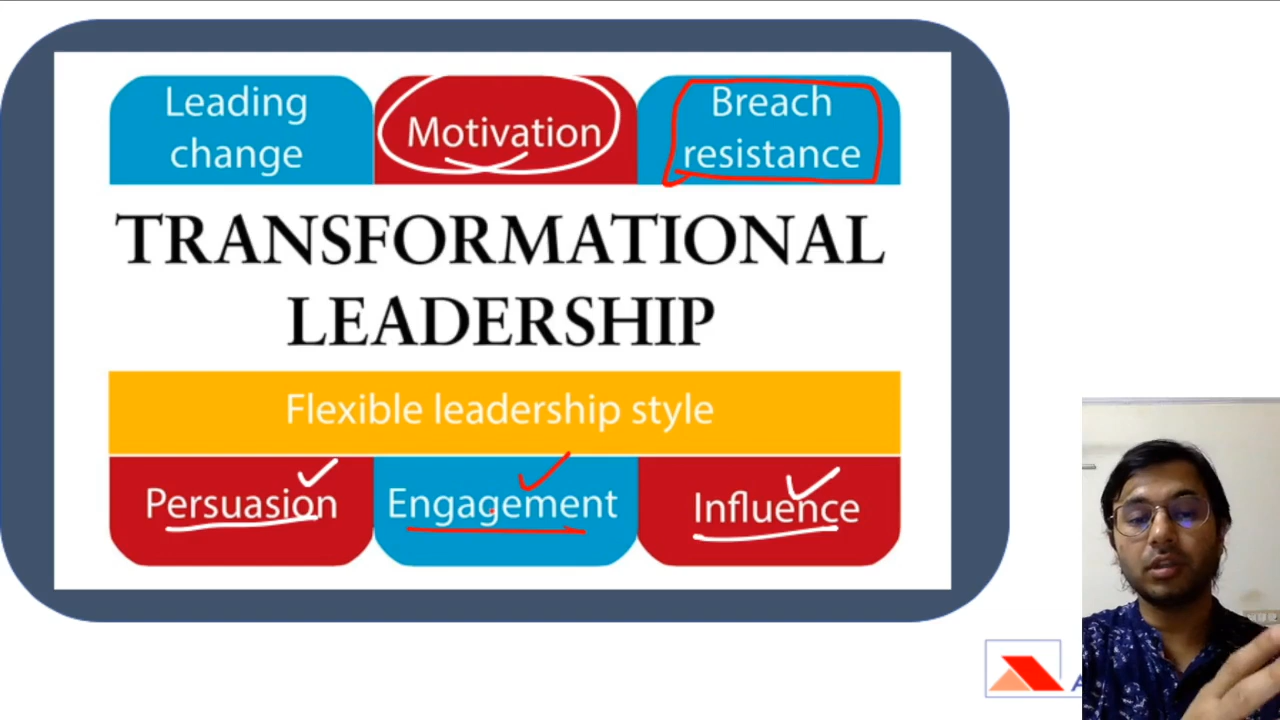 Leading
change
Motivation
Breach
resistance
TRANSFORMATIONAL
LEADERSHIP
Flexible leadership style
Persuasion
Engagement
Influence
A